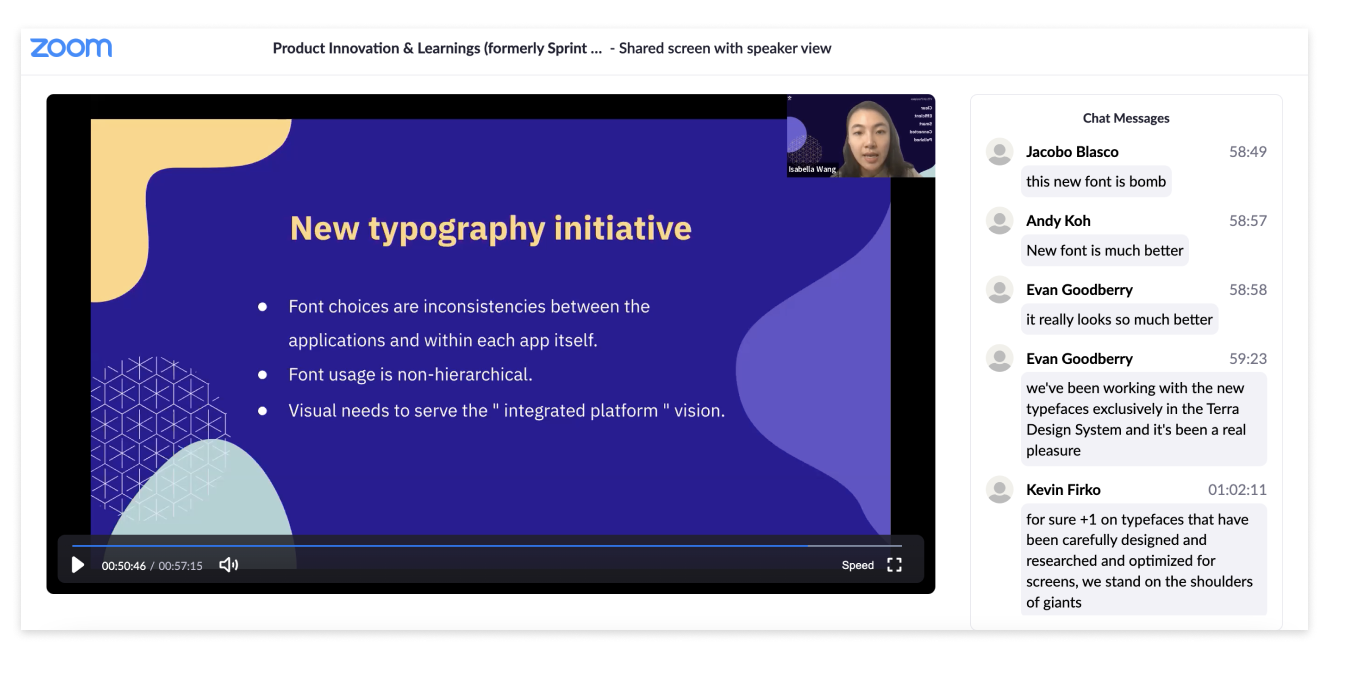 zoom
Product Innovation & Learnings (formerly Sprint ... - Shared screen with speaker view
Isabella Wang
New typography initiative
● Font choices are inconsistencies between the
applications and within each app itself.
● Font usage is non-hierarchical.
● Visual needs to serve the " integrated platform " vision.
00:50:46 / 00:57:15
Speed
Chat Messages
Jacobo Blasco 58:49
this new font is bomb
Andy Koh 58:57
New font is much better
Evan Goodberry 58:58
it really looks so much better
Evan Goodberry 59:23
we've been working with the new
typefaces exclusively in the Terra
Design System and it's been a real
pleasure
Kevin Firko 01:02:11
for sure +1 on typefaces that have
been carefully designed and
researched and optimized for
screens, we stand on the shoulders
of giants